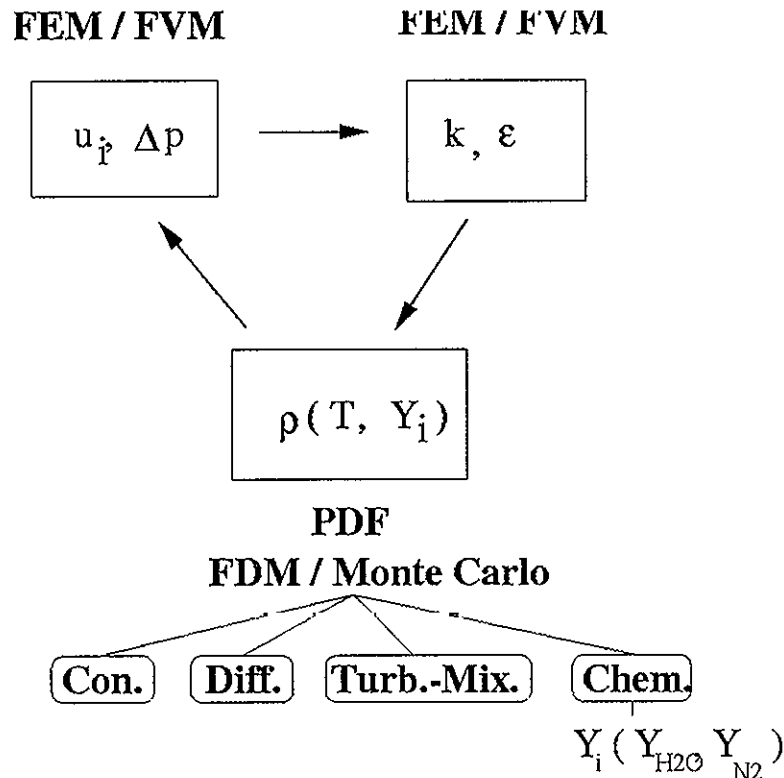 FEM / FVM
FEM / FVM
u_i, Δp
k, ε
ρ(T, Y_i)
PDF
FDM / Monte Carlo
Con.
Diff.
Turb.-Mix.
Chem.
Y_i(Y_H2O, Y_N2)